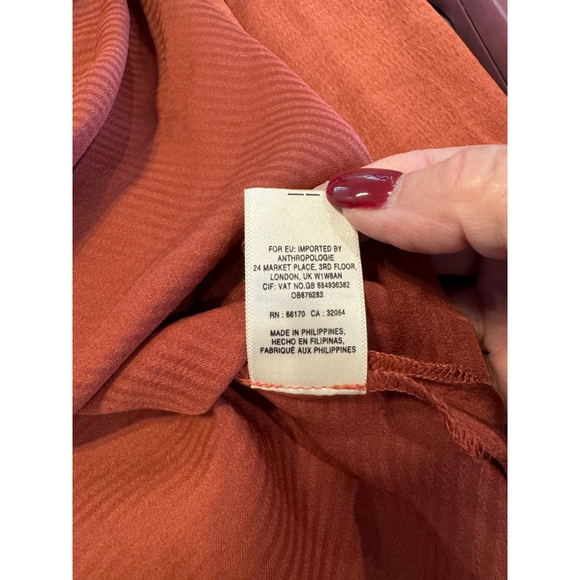 FOR EU: IMPORTED BY
ANTHROPOLOGIE
24 MARKET PLACE, 3RD FLOOR
LONDON, UK W1W8AN
CIF: VAT NO.GB 684936382
OB876283
RN : 66170 CA : 32054
MADE IN PHILIPPINES,
HECHO EN FILIPINAS,
FABRIQUÉ AUX PHILIPPINES